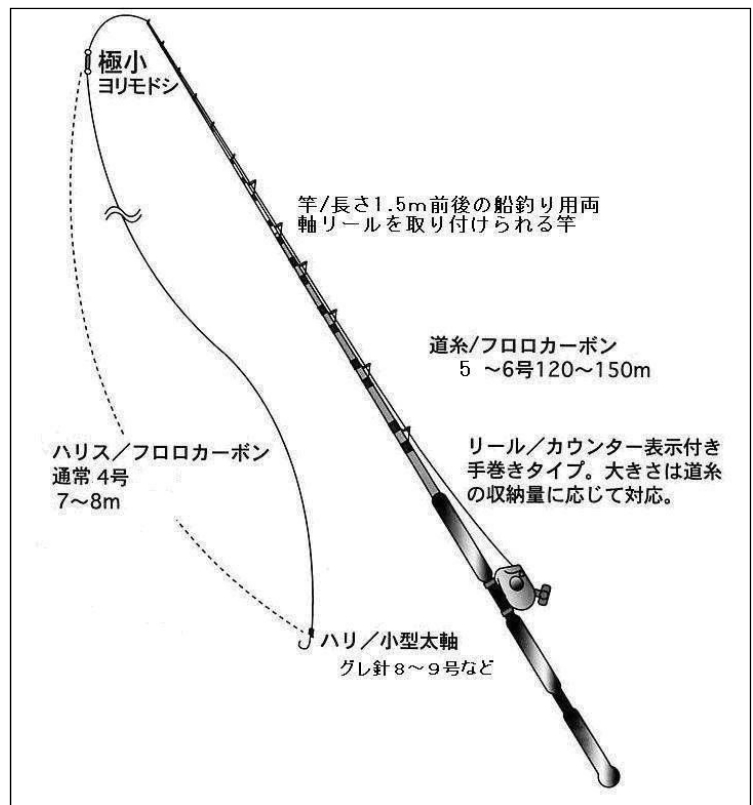 極小
ヨリモドシ
竿/長さ1.5m前後の船釣り用両
軸リールを取り付けられる竿
道糸/フロロカーボン
5 〜6号120〜150m
リール／カウンター表示付き
手巻きタイプ。大きさは道糸
の収納量に応じて対応。
ハリス／フロロカーボン
通常 4号
7〜8m
ハリ／小型太軸
グレ針８〜９号など